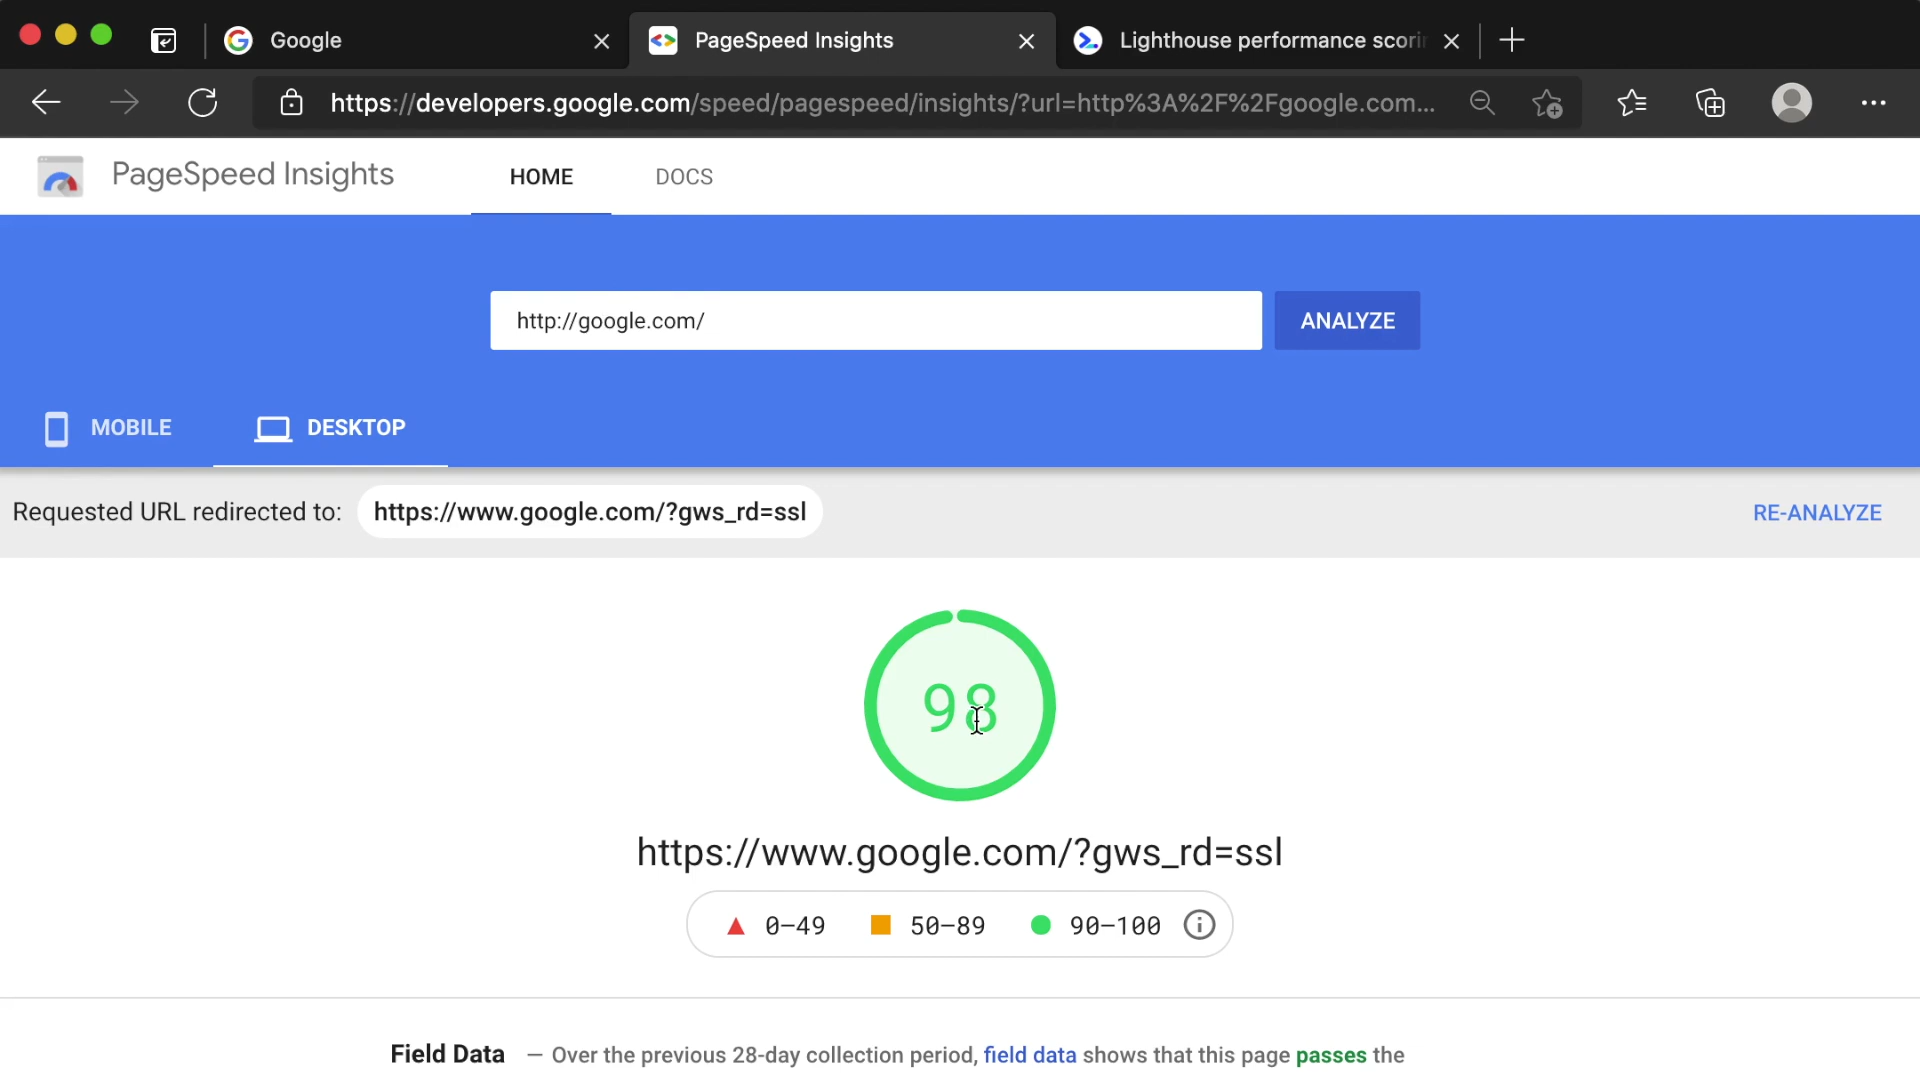 Google
PageSpeed Insights
Lighthouse performance scori
https://developers.google.com/speed/pagespeed/insights/?url=http%3A%2F%2Fgoogle.com...
PageSpeed Insights
HOME
DOCS
http://google.com/
ANALYZE
MOBILE
DESKTOP
Requested URL redirected to: https://www.google.com/?gws_rd=ssl
RE-ANALYZE
98
https://www.google.com/?gws_rd=ssl
0–49 50–89 90–100
Field Data — Over the previous 28-day collection period, field data shows that this page passes the